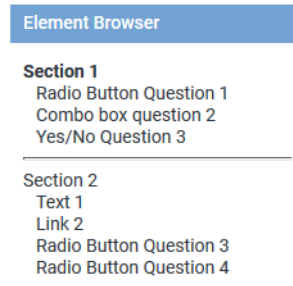 Element Browser
Section 1
Radio Button Question 1
Combo box question 2
Yes/No Question 3
Section 2
Text 1
Link 2
Radio Button Question 3
Radio Button Question 4